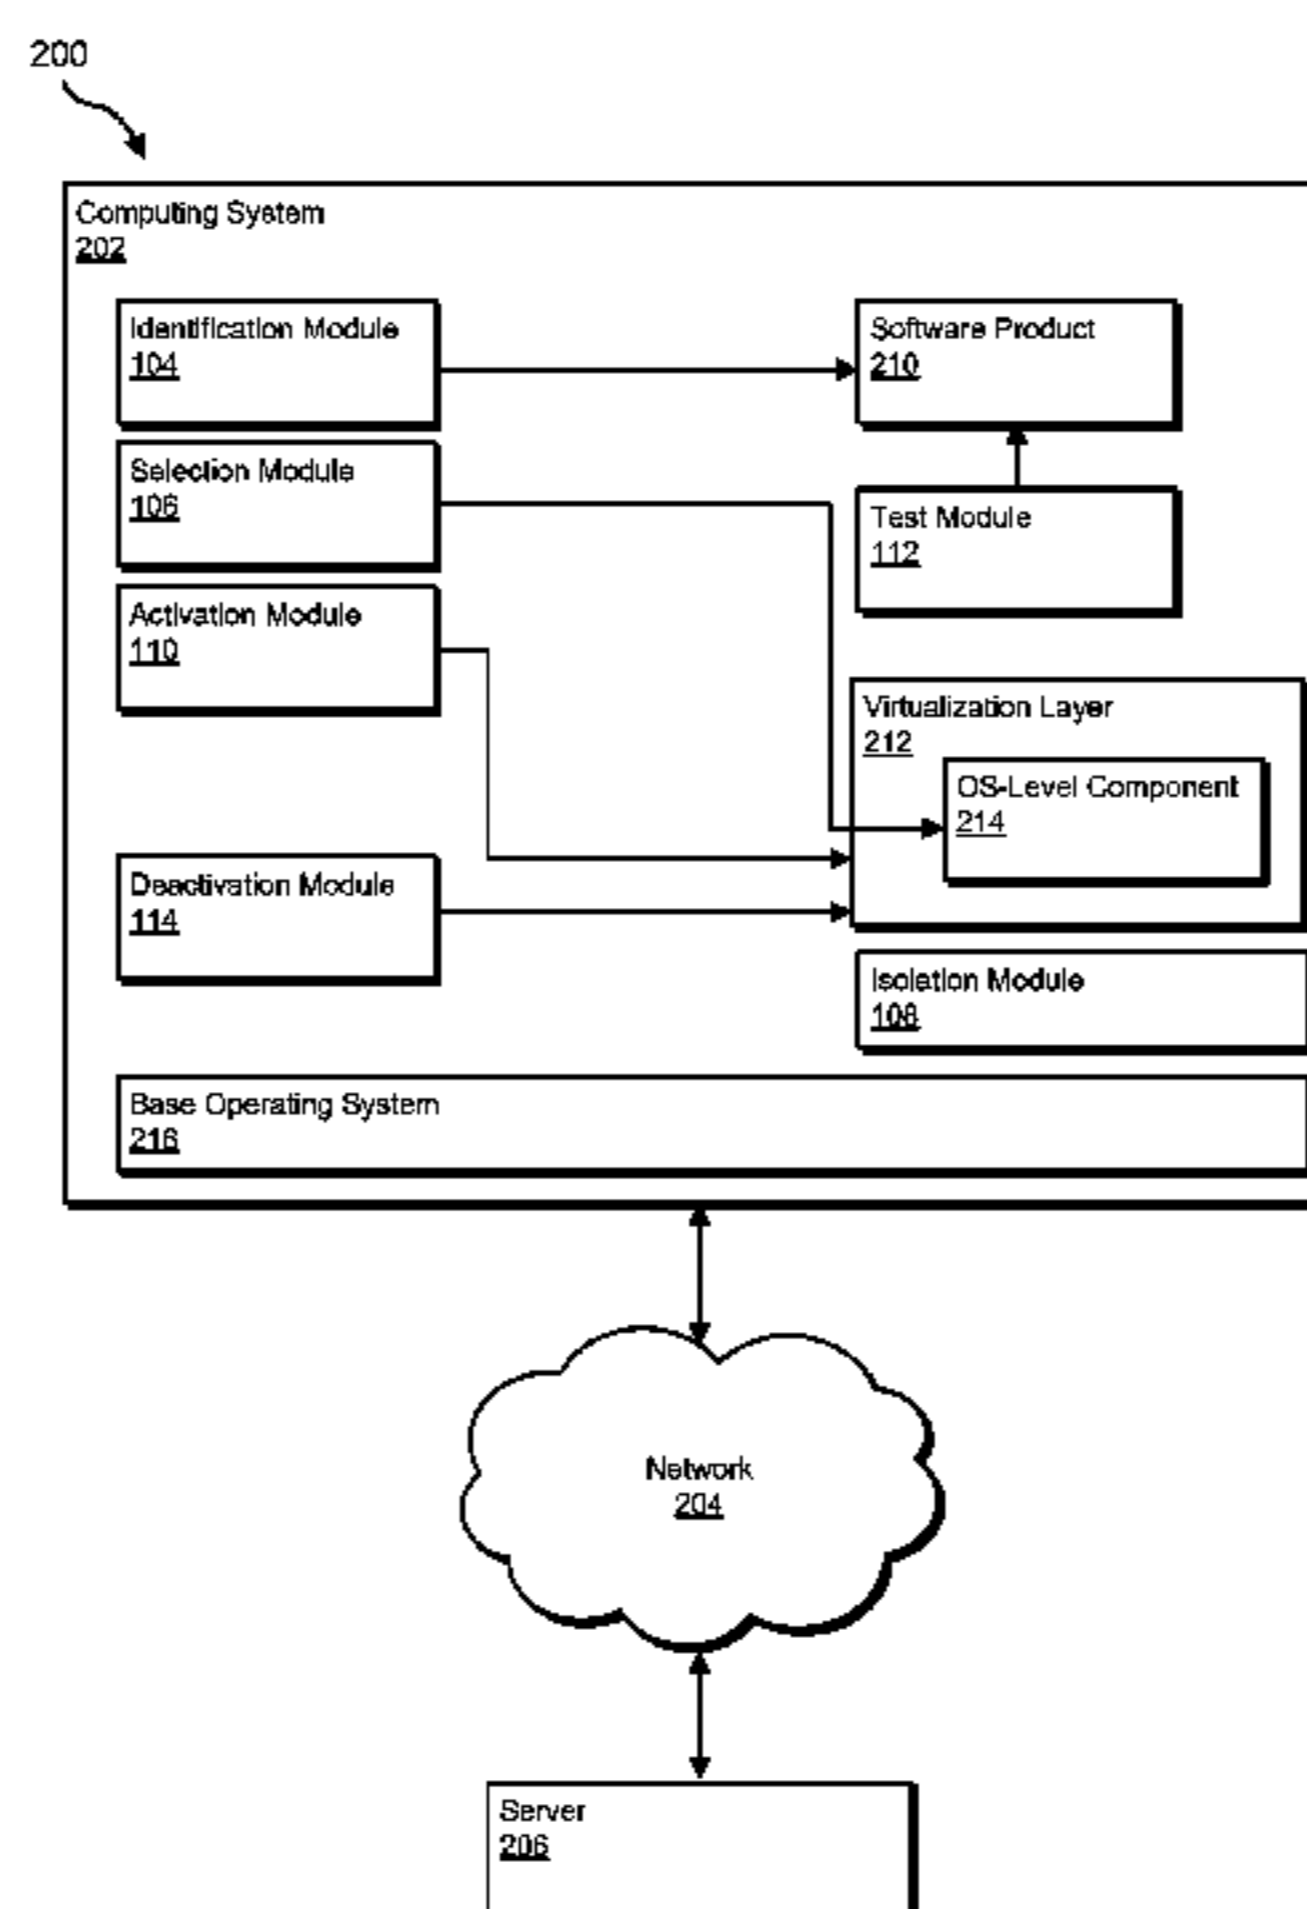 200
Computing System
202
Identification Module
104
Software Product
210
Selection Module
106
Test Module
112
Activation Module
110
Virtualization Layer
212
OS-Level Component
214
Deactivation Module
114
Isolation Module
108
Base Operating System
216
Network
204
Server
206